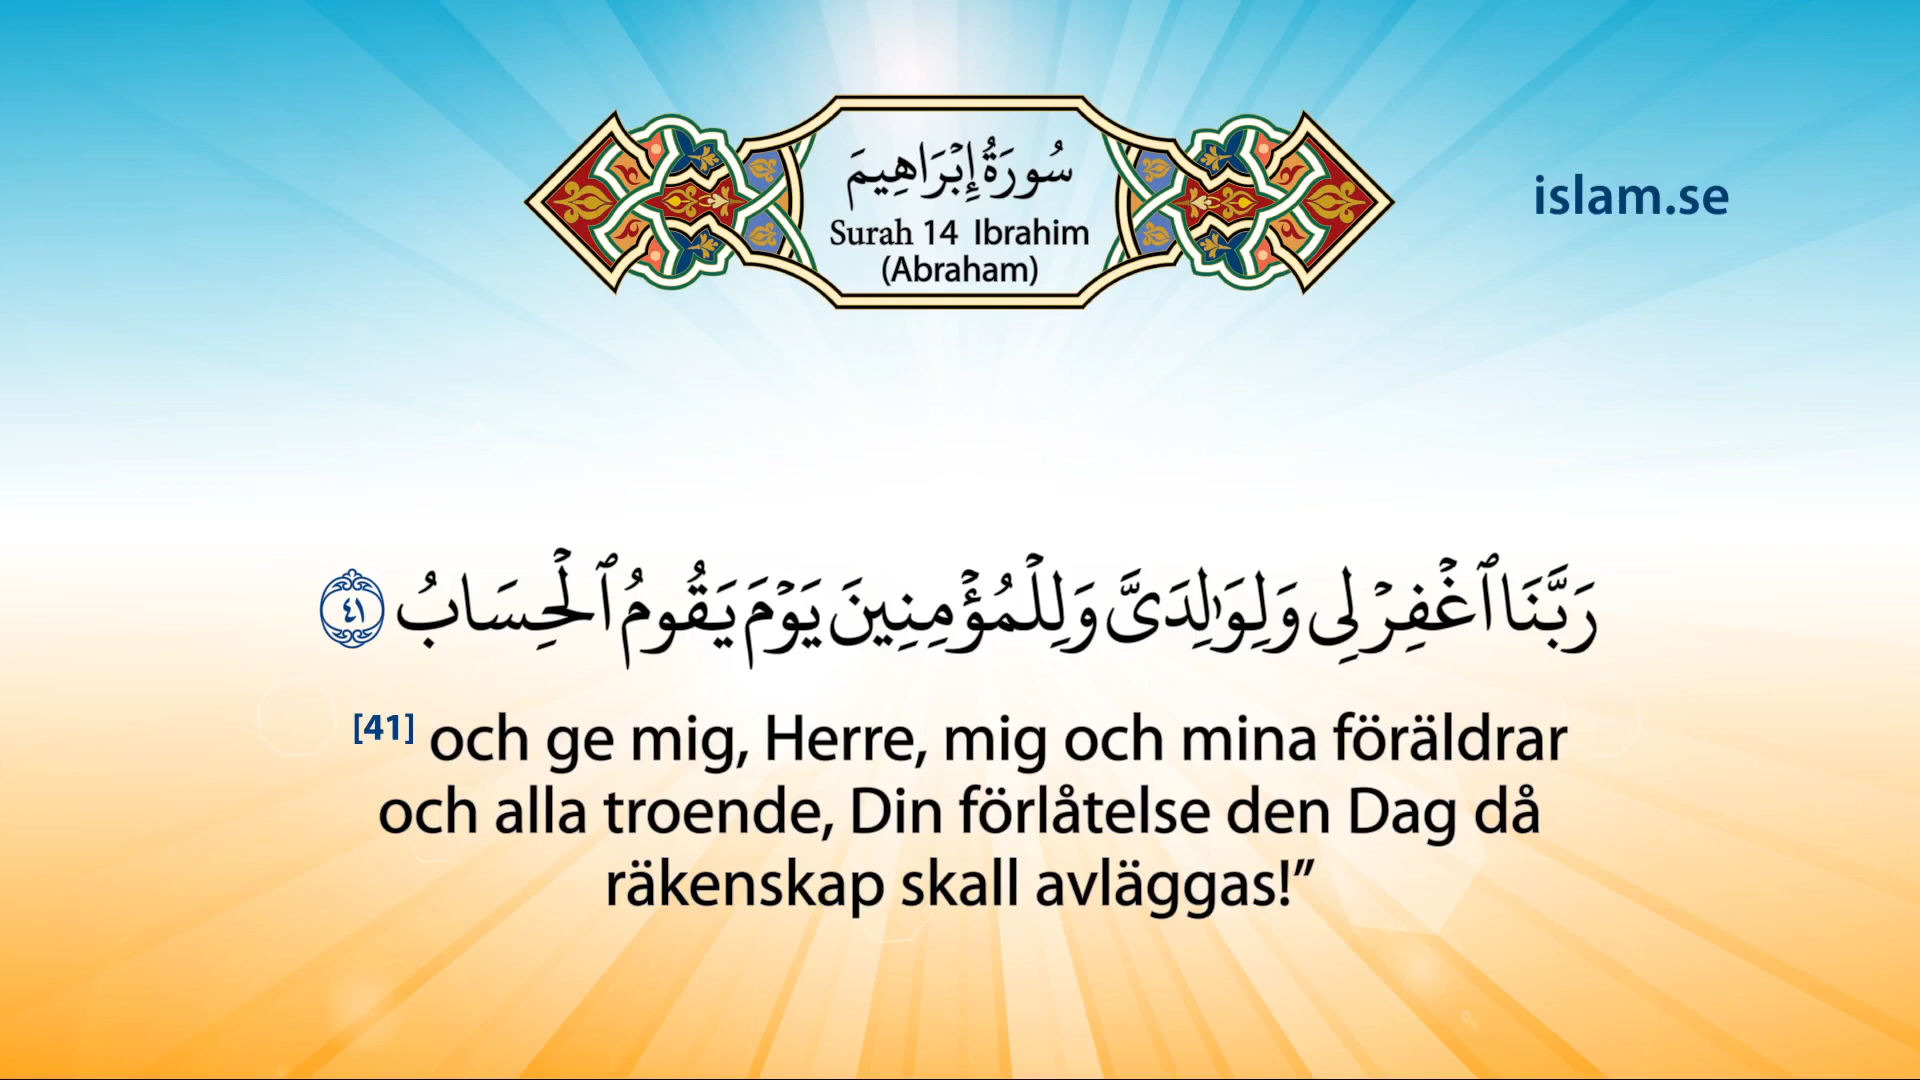 سُورَةُ إِبۡرَاهِيمَ
Surah 14 Ibrahim
(Abraham)
islam.se
رَبَّنَا ٱغۡفِرۡ لِى وَلِوَٰلِدَىَّ وَلِلۡمُؤۡمِنِينَ يَوۡمَ يَقُومُ ٱلۡحِسَابُ ٤١
[41] och ge mig, Herre, mig och mina föräldrar
och alla troende, Din förlåtelse den Dag då
räkenskap skall avläggas!”